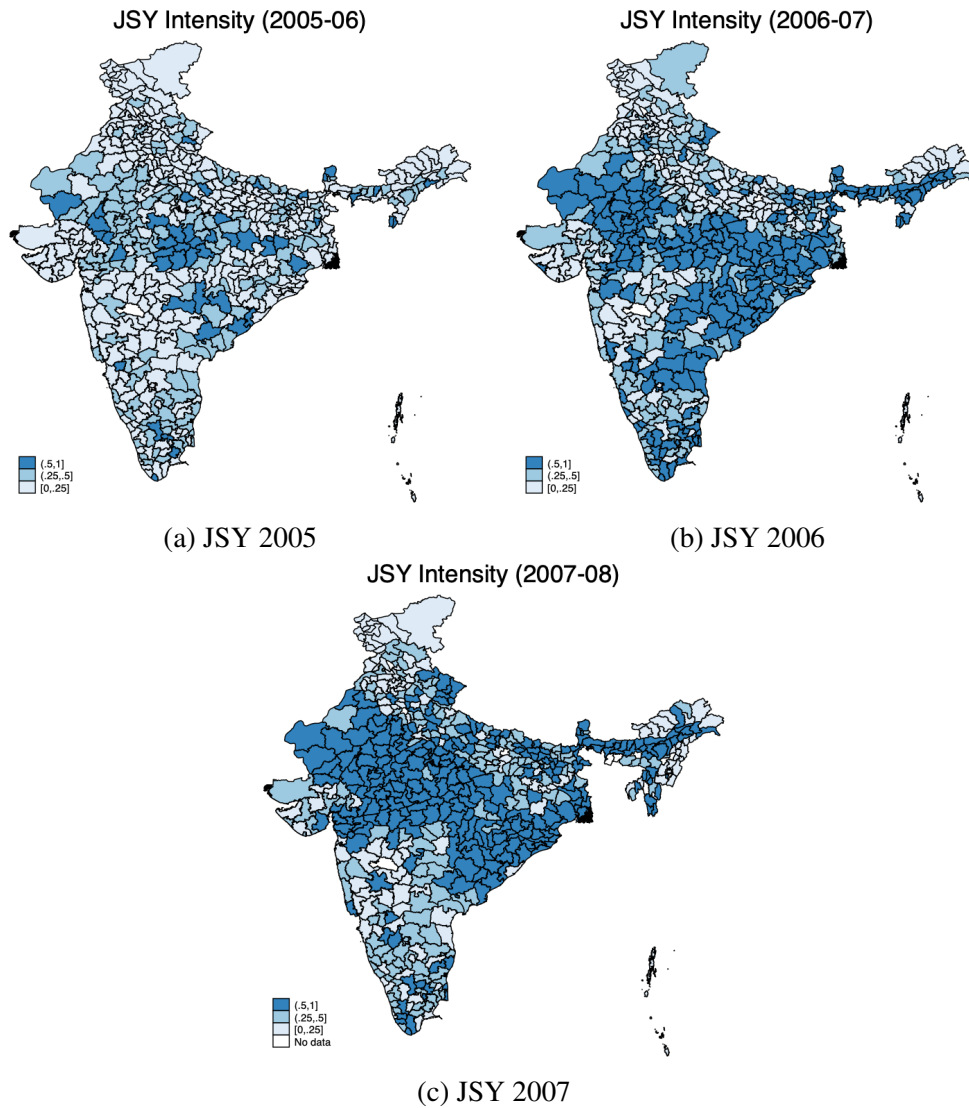 JSY Intensity (2005-06)
(.5,1]
(.25,.5]
[0,.25]
(a) JSY 2005
JSY Intensity (2006-07)
(.5,1]
(.25,.5]
[0,.25]
(b) JSY 2006
JSY Intensity (2007-08)
(.5,1]
(.25,.5]
[0,.25]
No data
(c) JSY 2007